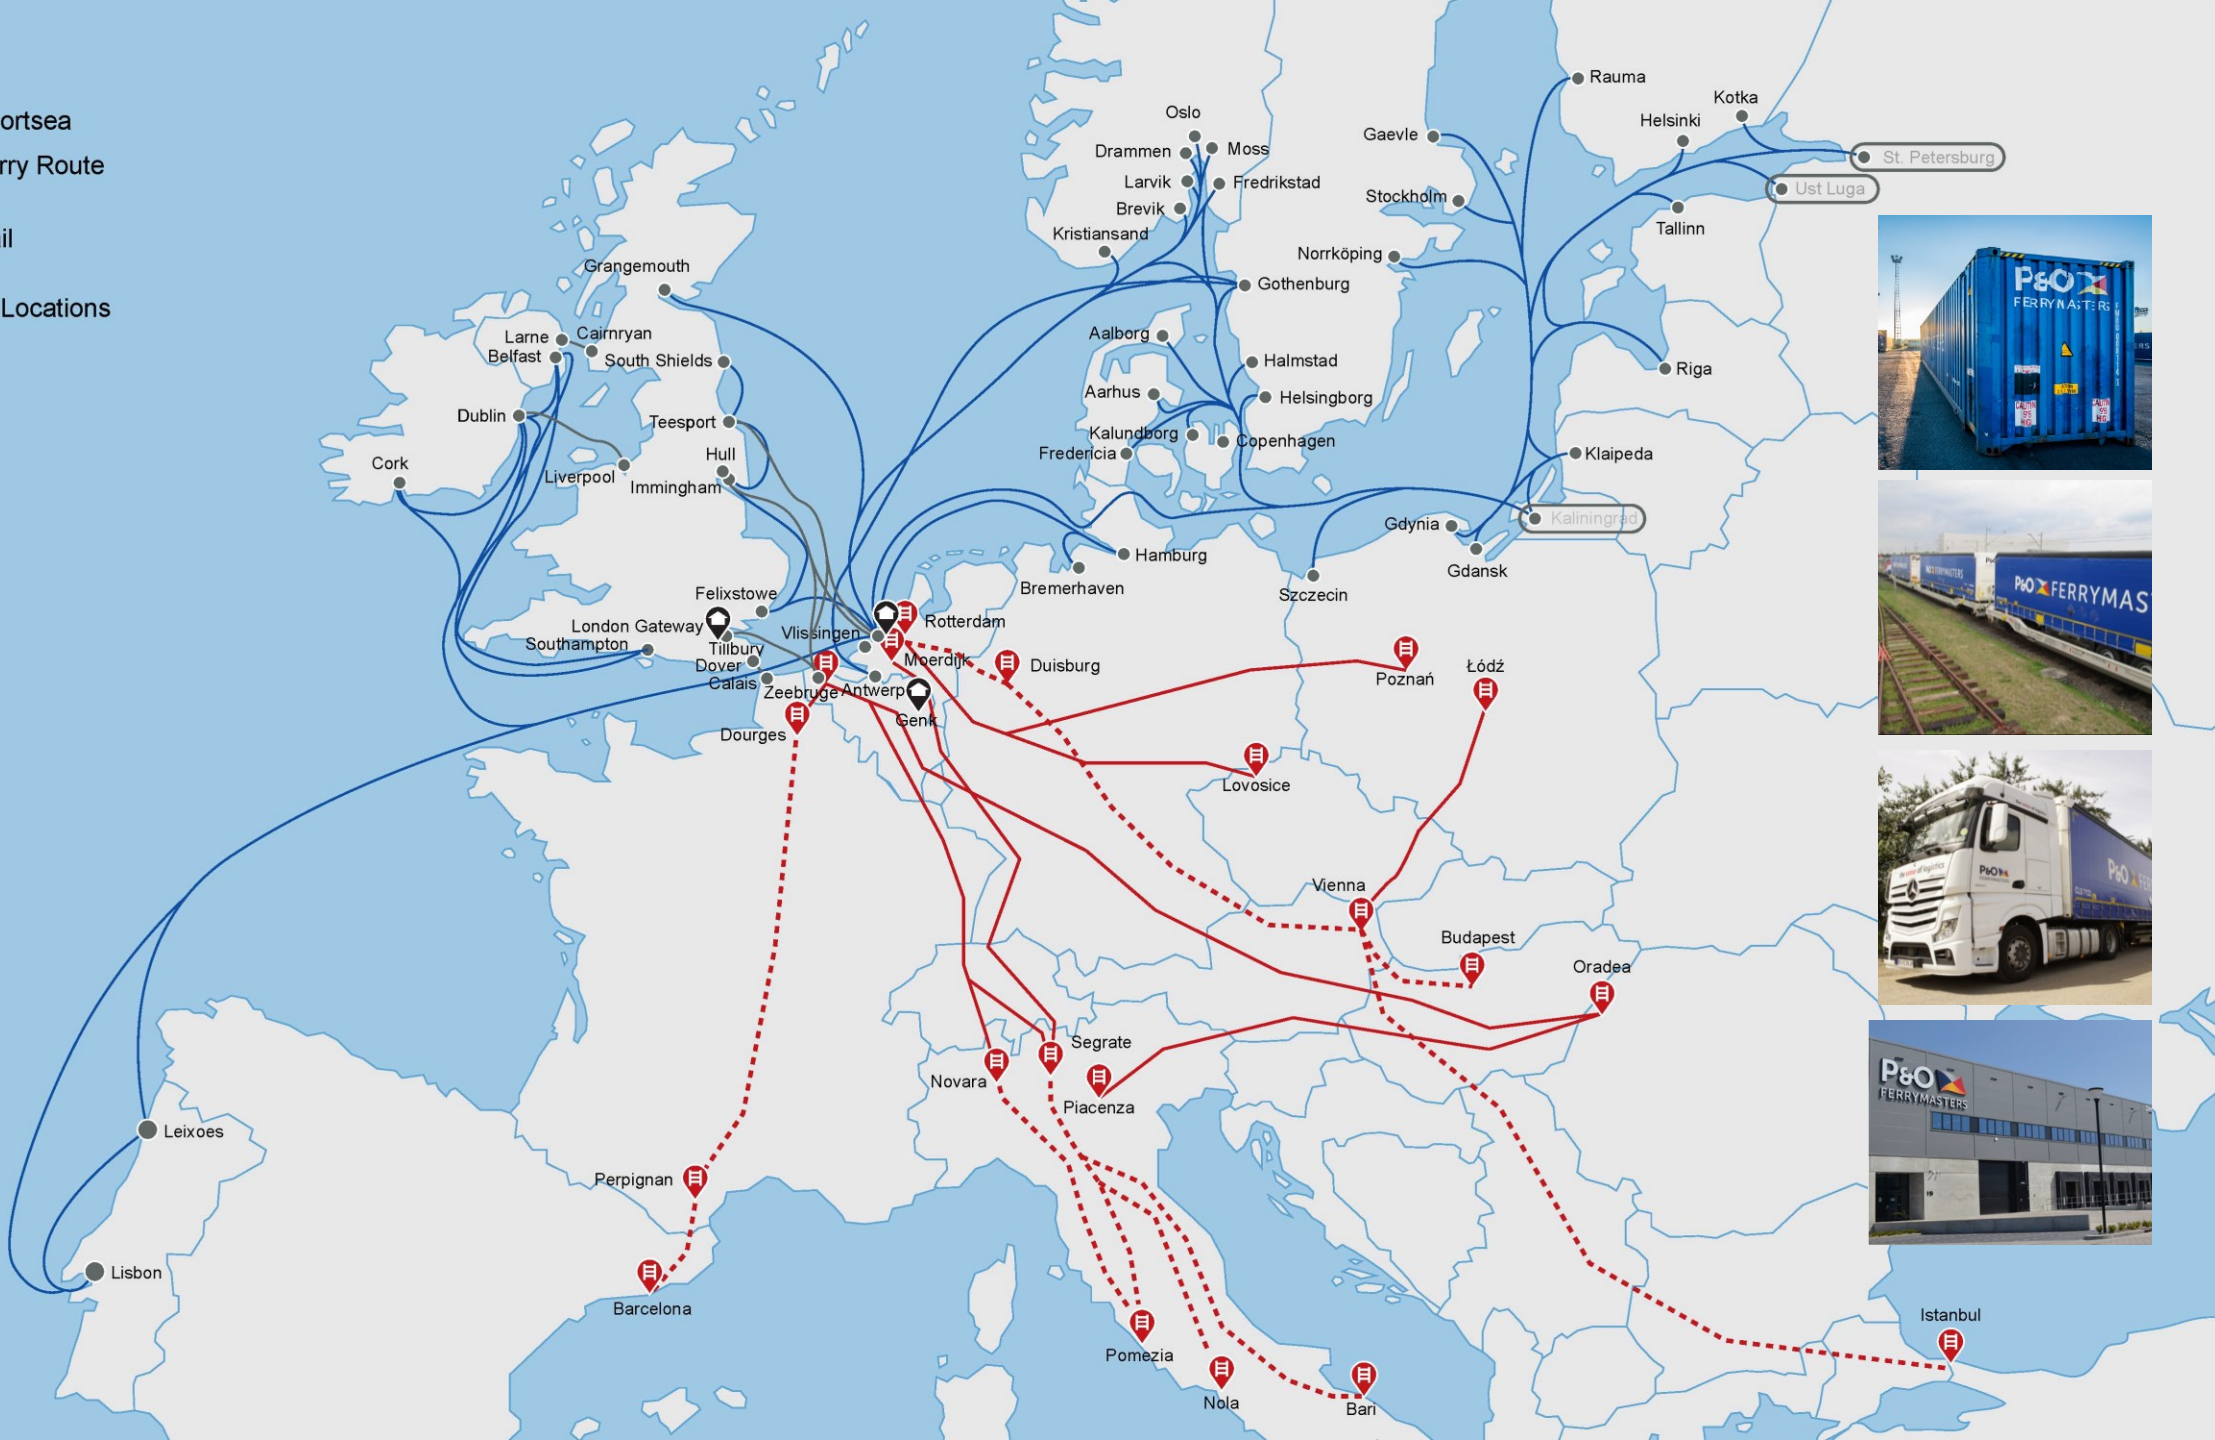 ortsea
rry Route
il
Locations
Rauma
Kotka
Helsinki
Oslo
Gaevle
Drammen
Moss
St. Petersburg
Larvik
Fredrikstad
Ust Luga
Stockholm
Brevik
Tallinn
Kristiansand
Norrköping
Grangemouth
Gothenburg
P&O
FERRYMASTERS
Larne
Cairnryan
Aalborg
Belfast
South Shields
Halmstad
Riga
Aarhus
Helsingborg
Dublin
Teesport
Kalundborg
Copenhagen
Fredericia
Hull
Klaipeda
Cork
Liverpool
Immingham
Kaliningrad
Gdynia
Hamburg
Gdansk
Bremerhaven
Szczecin
Felixstowe
P&O FERRYMAS
London Gateway
Vlissingen
Rotterdam
Southampton
Tillbury
Moerdijk
Dover
Duisburg
Łódź
Poznań
Calais
Zeebruge
Antwerp
Genk
Dourges
Lovosice
Vienna
P&O
P&O FER
Budapest
Oradea
Segrate
Novara
Piacenza
P&O
FERRYMASTERS
Leixoes
Perpignan
Lisbon
Barcelona
Istanbul
Pomezia
Nola
Bari